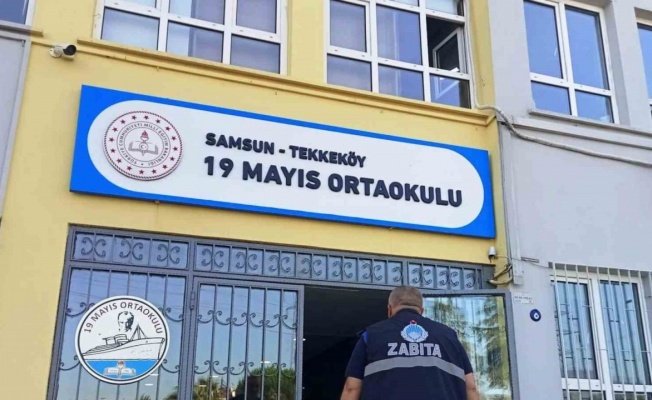 SAMSUN - TEKKEKÖY
19 MAYIS ORTAOKULU
19 MAYIS ORTAOKULU
ZABITA